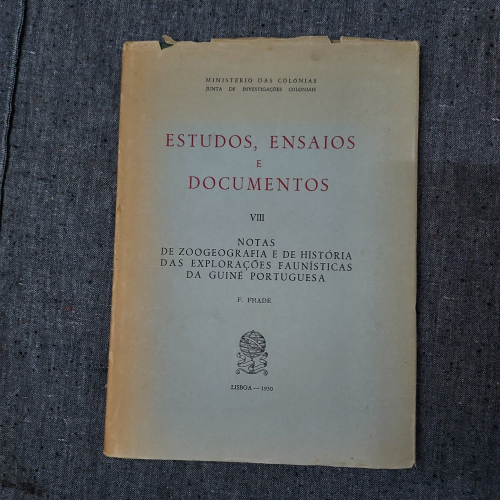 MINISTÉRIO DAS COLÓNIAS
JUNTA DE INVESTIGAÇÕES COLONIAIS
ESTUDOS, ENSAIOS
E
DOCUMENTOS
VIII
NOTAS
DE ZOOGEOGRAFIA E DE HISTÓRIA
DAS EXPLORAÇÕES FAUNÍSTICAS
DA GUINÉ PORTUGUESA
F. FRADE
LISBOA — 1950